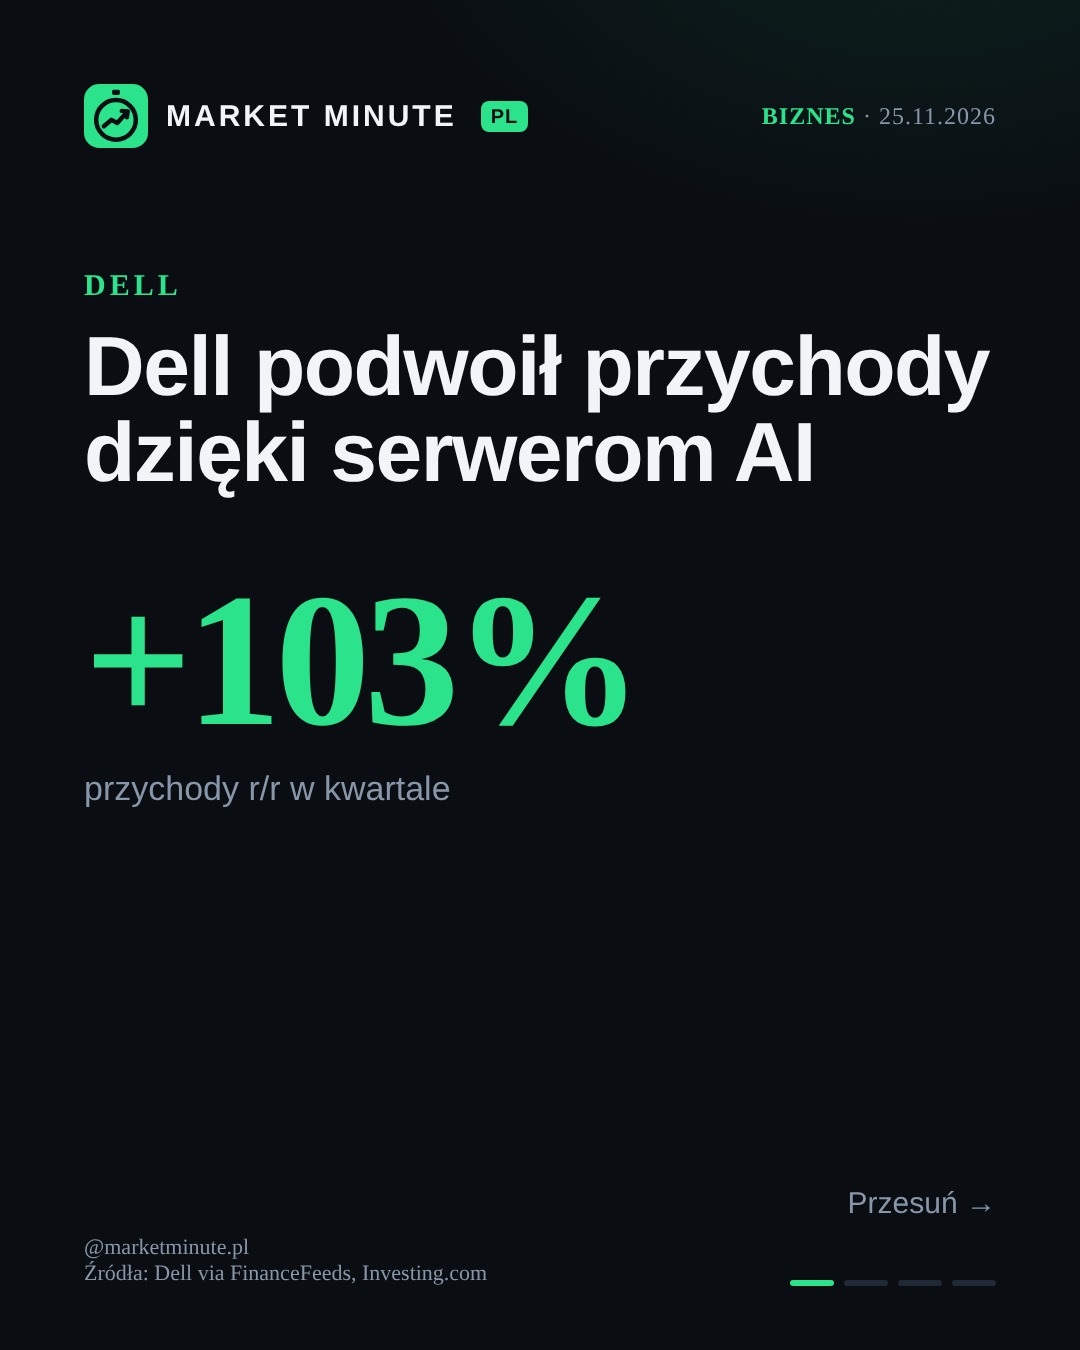 MARKET MINUTE PL
BIZNES · 25.11.2026
DELL
Dell podwoił przychody
dzięki serwerom AI
+103%
przychody r/r w kwartale
Przesuń →
@marketminute.pl
Źródła: Dell via FinanceFeeds, Investing.com